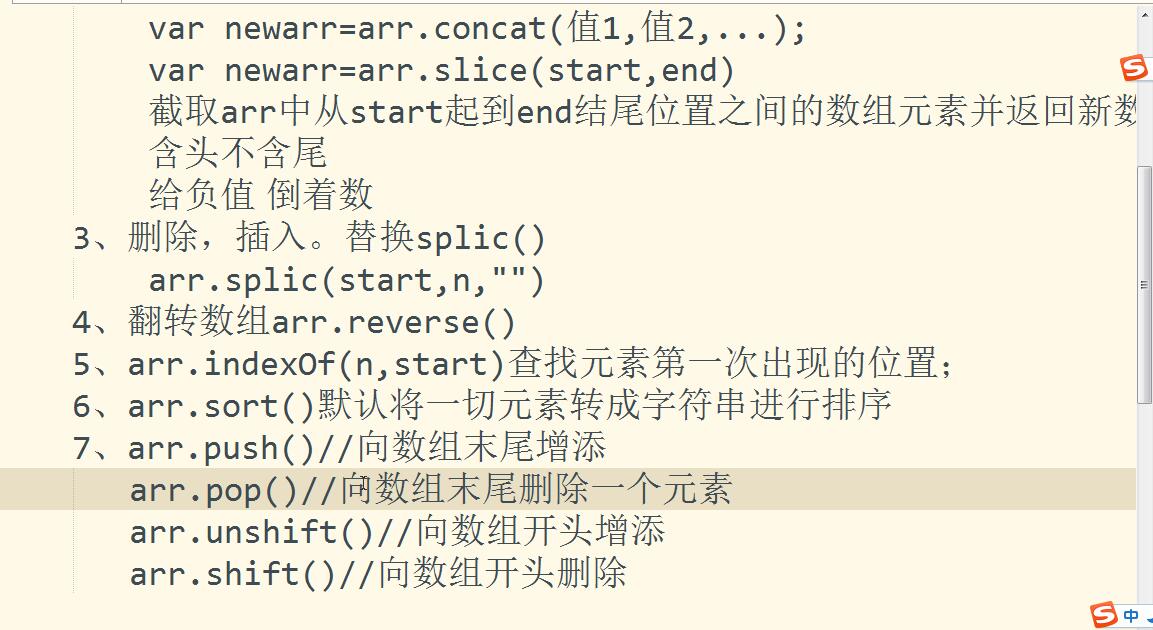 var newarr=arr.concat(值1,值2,...);
var newarr=arr.slice(start,end)
截取arr中从start起到end结尾位置之间的数组元素并返回新数
含头不含尾
给负值 倒着数
3、删除，插入。替换splic()
arr.splic(start,n,"")
4、翻转数组arr.reverse()
5、arr.indexOf(n,start)查找元素第一次出现的位置；
6、arr.sort()默认将一切元素转成字符串进行排序
7、arr.push()//向数组末尾增添
arr.pop()//向数组末尾删除一个元素
arr.unshift()//向数组开头增添
arr.shift()//向数组开头删除
S
S 中